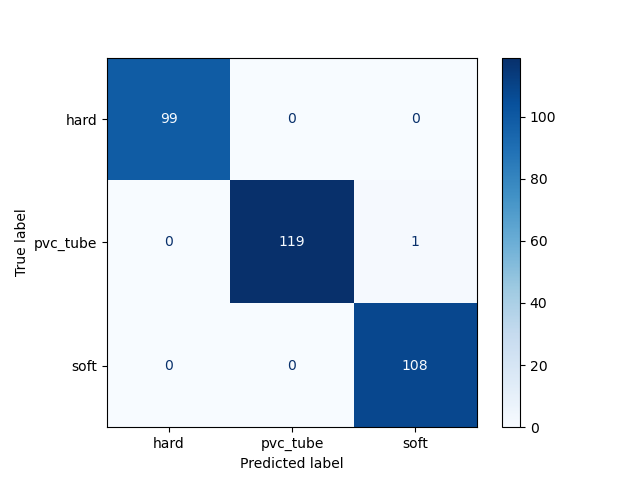 hard 99 0 0
pvc_tube 0 119 1
soft 0 0 108
hard pvc_tube soft
Predicted label
True label
100
80
60
40
20
0